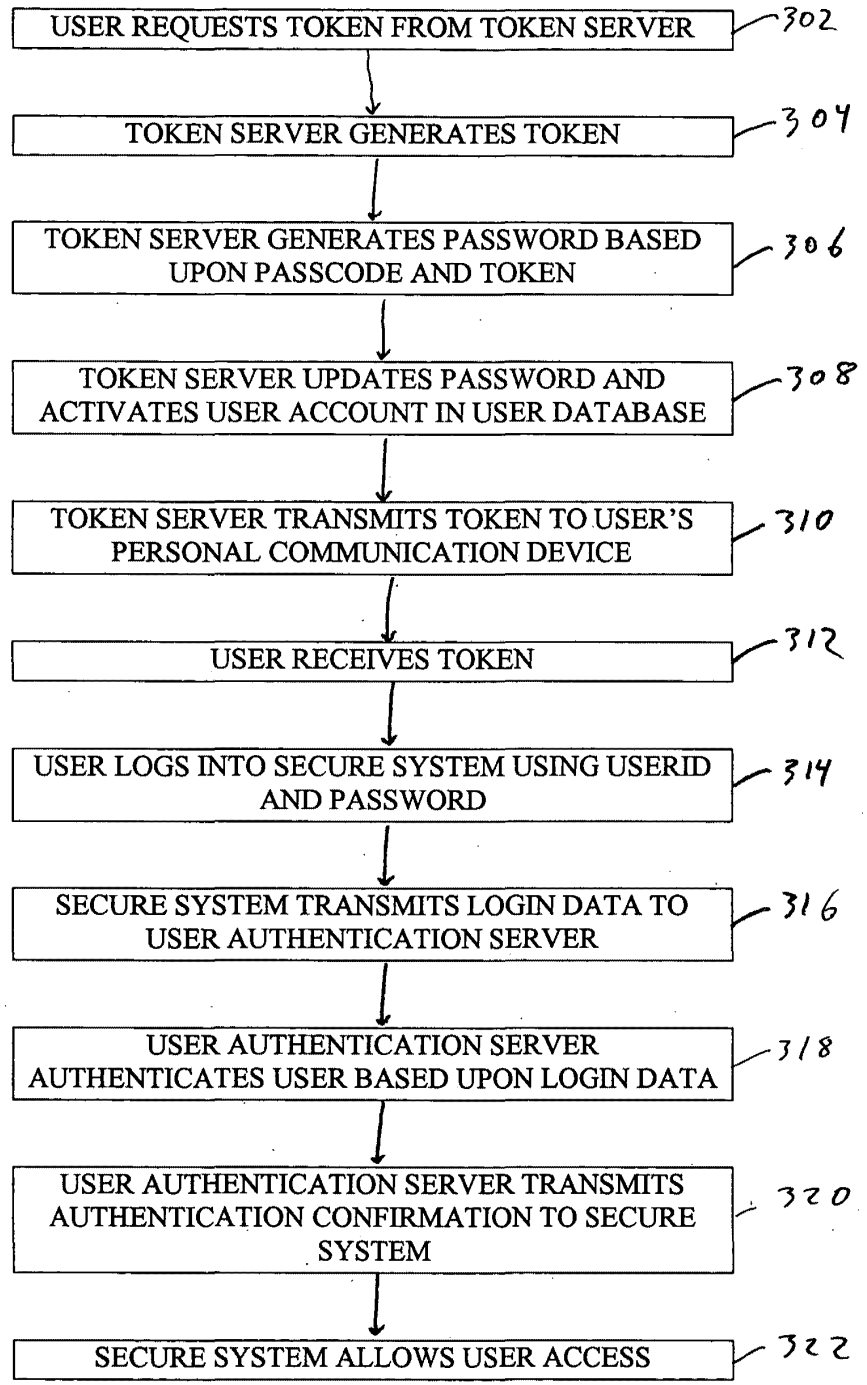 USER REQUESTS TOKEN FROM TOKEN SERVER
302
TOKEN SERVER GENERATES TOKEN
304
TOKEN SERVER GENERATES PASSWORD BASED
UPON PASSCODE AND TOKEN
306
TOKEN SERVER UPDATES PASSWORD AND
ACTIVATES USER ACCOUNT IN USER DATABASE
308
TOKEN SERVER TRANSMITS TOKEN TO USER'S
PERSONAL COMMUNICATION DEVICE
310
USER RECEIVES TOKEN
312
USER LOGS INTO SECURE SYSTEM USING USERID
AND PASSWORD
314
SECURE SYSTEM TRANSMITS LOGIN DATA TO
USER AUTHENTICATION SERVER
316
USER AUTHENTICATION SERVER
AUTHENTICATES USER BASED UPON LOGIN DATA
318
USER AUTHENTICATION SERVER TRANSMITS
AUTHENTICATION CONFIRMATION TO SECURE
SYSTEM
320
SECURE SYSTEM ALLOWS USER ACCESS
322